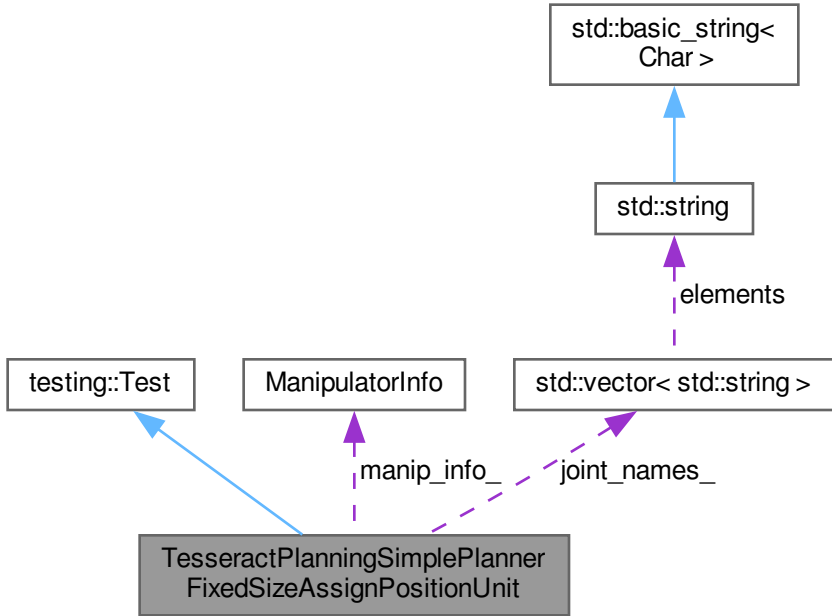 std::basic_string<
Char >
std::string
elements
testing::Test
ManipulatorInfo
std::vector< std::string >
manip_info_
joint_names_
TesseractPlanningSimplePlanner
FixedSizeAssignPositionUnit